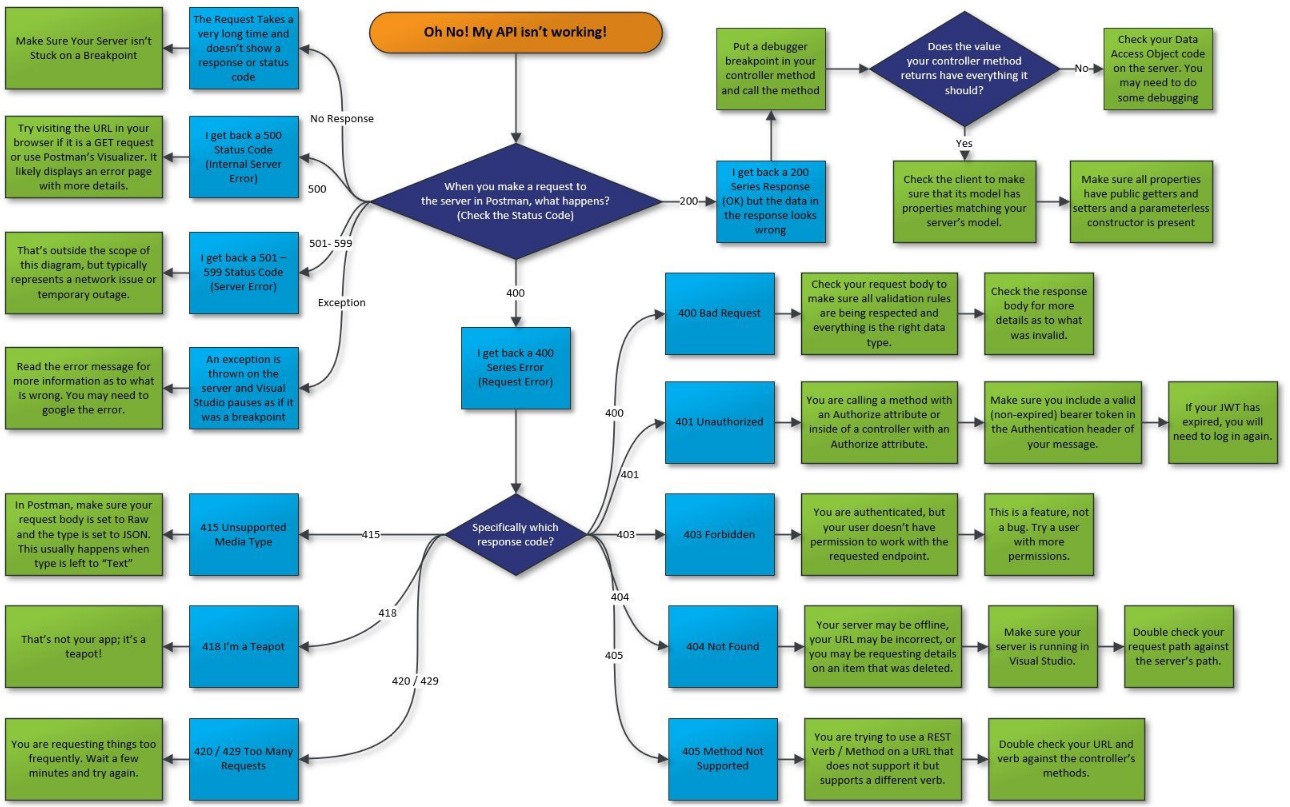 Oh No! My API isn't working!
When you make a request to
the server in Postman, what happens?
(Check the Status Code)
No Response
The Request Takes a
very long time and
doesn't show a
response or status
code
Make Sure Your Server isn't
Stuck on a Breakpoint
500
I get back a 500
Status Code
(Internal Server
Error)
Try visiting the URL in your
browser if it is a GET request
or use Postman's Visualizer. It
likely displays an error page
with more details.
501- 599
I get back a 501 –
599 Status Code
(Server Error)
That's outside the scope of
this diagram, but typically
represents a network issue or
temporary outage.
Exception
An exception is
thrown on the
server and Visual
Studio pauses as if it
was a breakpoint
Read the error message for
more information as to what
is wrong. You may need to
google the error.
200
I get back a 200
Series Response
(OK) but the data in
the response looks
wrong
Put a debugger
breakpoint in your
controller method
and call the method
Does the value
your controller method
returns have everything it
should?
No
Check your Data
Access Object code
on the server. You
may need to do
some debugging
Yes
Check the client to make
sure that its model has
properties matching your
server's model.
Make sure all properties
have public getters and
setters and a parameterless
constructor is present
400
I get back a 400
Series Error
(Request Error)
Specifically which
response code?
400
400 Bad Request
Check your request body to
make sure all validation rules
are being respected and
everything is the right data
type.
Check the response
body for more
details as to what
was invalid.
401
401 Unauthorized
You are calling a method with
an Authorize attribute or
inside of a controller with an
Authorize attribute.
Make sure you include a valid
(non-expired) bearer token in
the Authentication header of
your message.
If your JWT has
expired, you will
need to log in again.
403
403 Forbidden
You are authenticated, but
your user doesn't have
permission to work with the
requested endpoint.
This is a feature, not
a bug. Try a user
with more
permissions.
404
404 Not Found
Your server may be offline,
your URL may be incorrect, or
you may be requesting details
on an item that was deleted.
Make sure your
server is running in
Visual Studio.
Double check your
request path against
the server's path.
405
405 Method Not
Supported
You are trying to use a REST
Verb / Method on a URL that
does not support it but
supports a different verb.
Double check your URL and
verb against the controller's
methods.
415
415 Unsupported
Media Type
In Postman, make sure your
request body is set to Raw
and the type is set to JSON.
This usually happens when
type is left to "Text"
418
418 I'm a Teapot
That's not your app; it's a
teapot!
420 / 429
420 / 429 Too Many
Requests
You are requesting things too
frequently. Wait a few
minutes and try again.